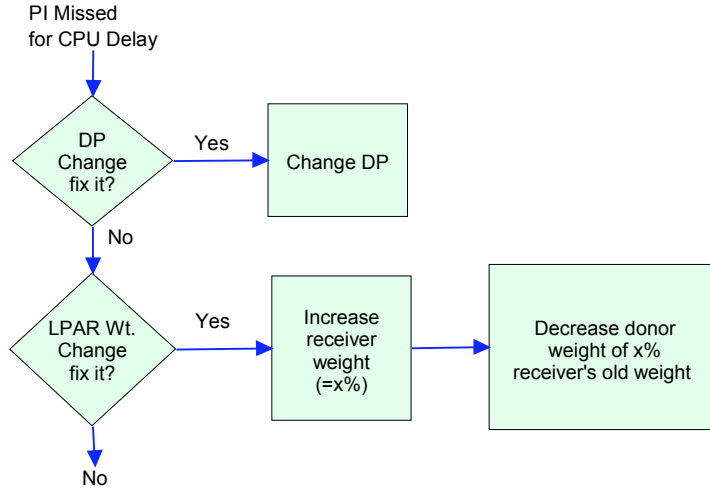 PI Missed
for CPU Delay
DP
Change
fix it?
Yes
Change DP
No
LPAR Wt.
Change
fix it?
Yes
Increase
receiver
weight
(=x%)
Decrease donor
weight of x%
receiver's old weight
No